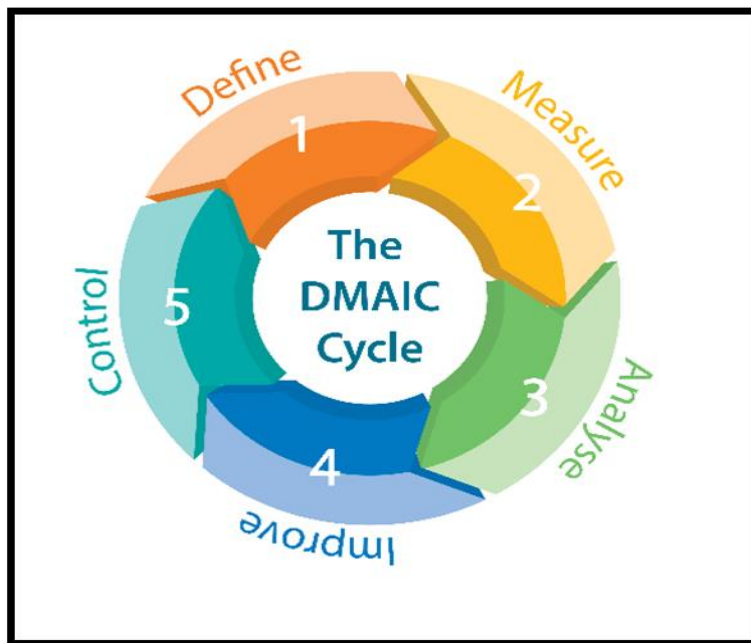 The
DMAIC
Cycle
1
Define
2
Measure
3
Analyse
4
Improve
5
Control